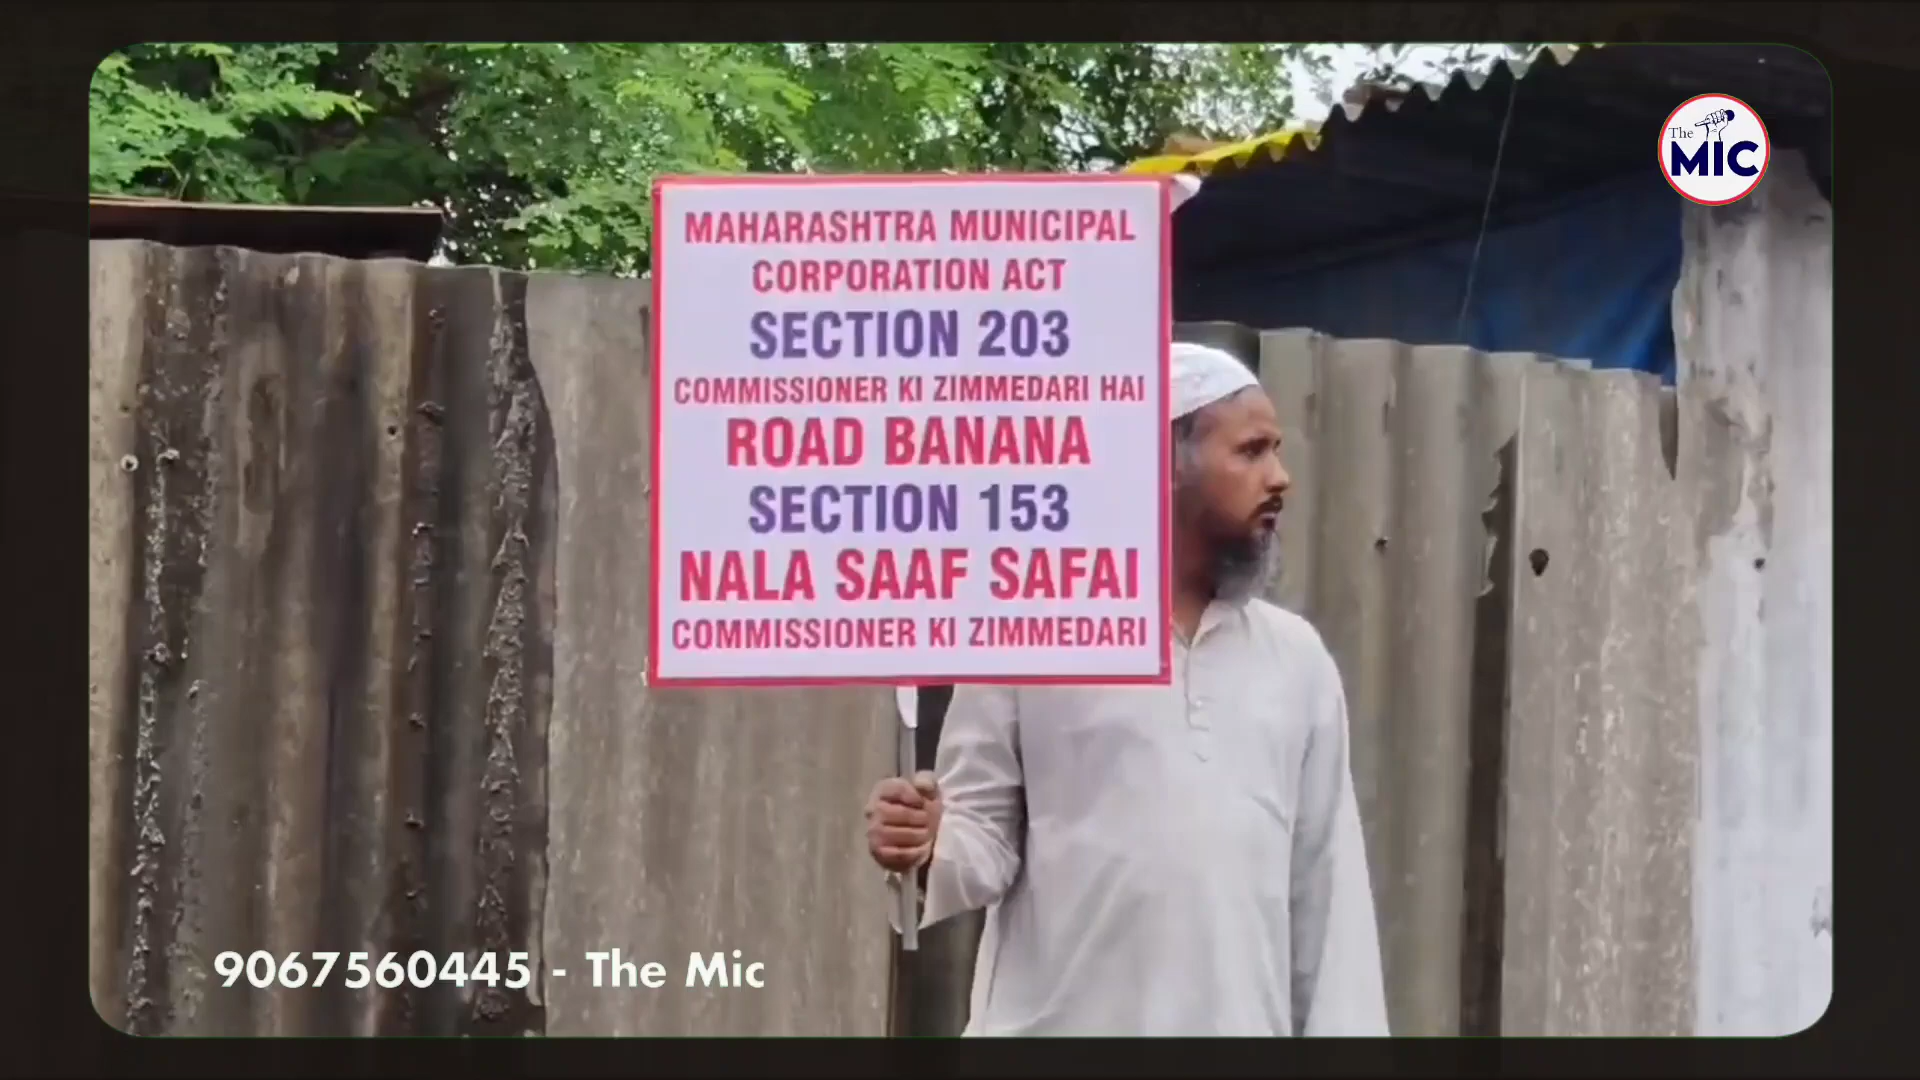 The
MIC
MAHARASHTRA MUNICIPAL
CORPORATION ACT
SECTION 203
COMMISSIONER KI ZIMMEDARI HAI
ROAD BANANA
SECTION 153
NALA SAAF SAFAI
COMMISSIONER KI ZIMMEDARI
9067560445 - The Mic